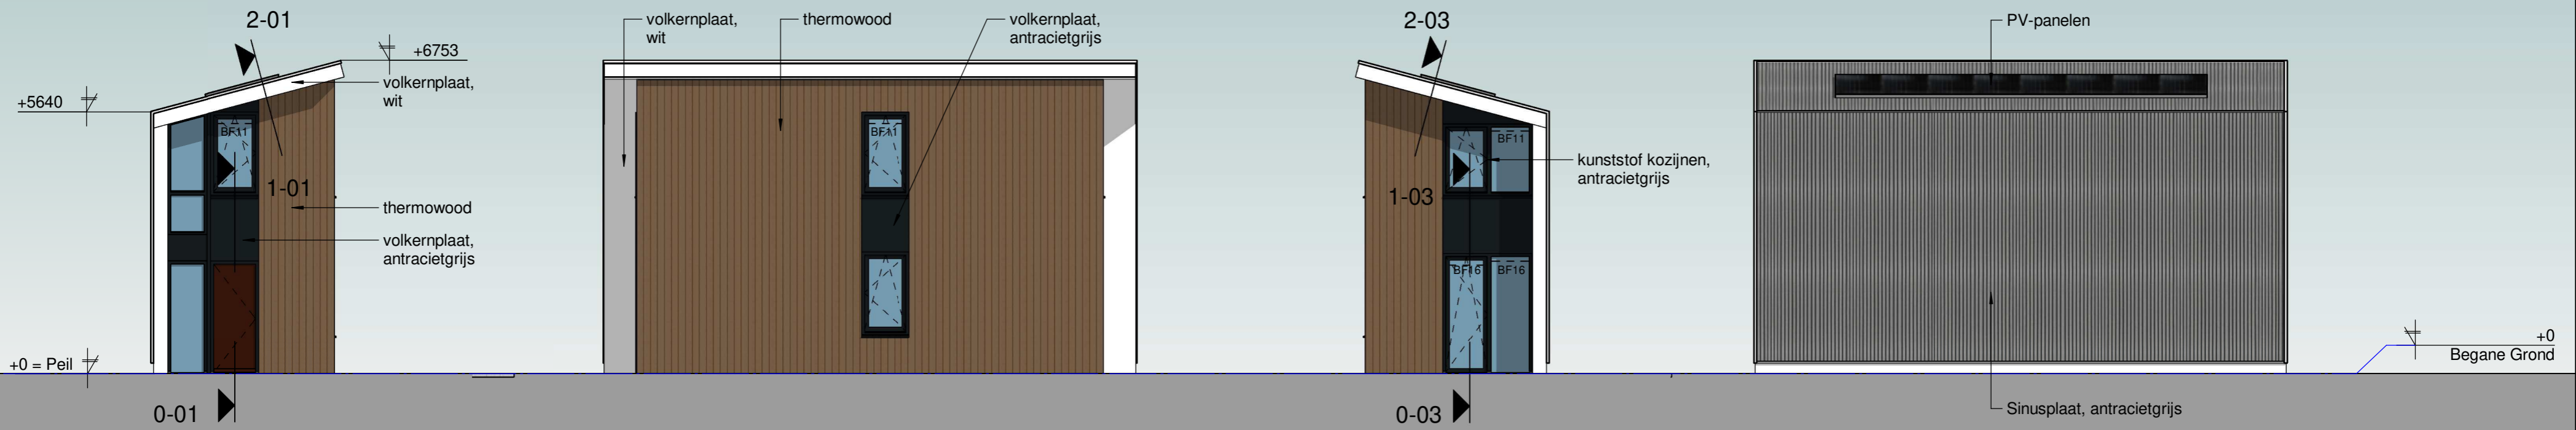 2-01
+6753
volkernplaat,
wit
+5640
BF11
1-01
thermowood
volkernplaat,
antracietgrijs
+0 = Peil
0-01
volkernplaat,
wit
thermowood
volkernplaat,
antracietgrijs
BF11
2-03
BF11
kunststof kozijnen,
antracietgrijs
1-03
BF16
BF16
0-03
PV-panelen
+0
Begane Grond
Sinusplaat, antracietgrijs